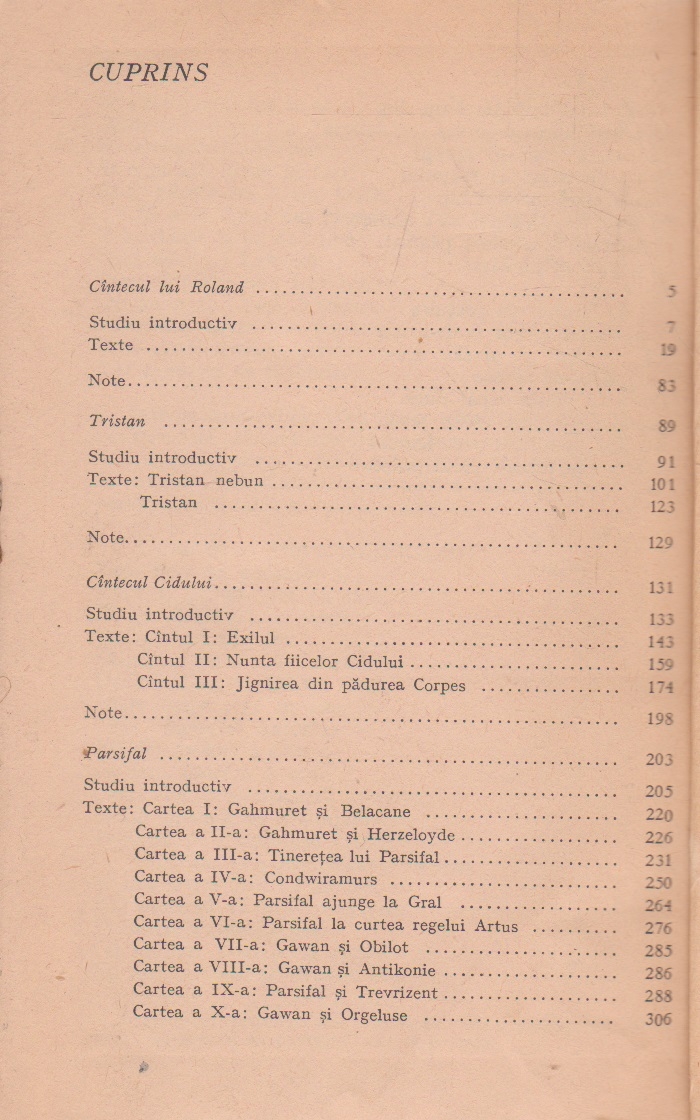 CUPRINS
Cîntecul lui Roland ........................................ 5
Studiu introductiv ........................................ 7
Texte ..................................................... 19
Note....................................................... 83
Tristan ................................................... 89
Studiu introductiv ........................................ 91
Texte: Tristan nebun ...................................... 101
Tristan ............................................ 123
Note....................................................... 129
Cîntecul Cidului........................................... 131
Studiu introductiv ........................................ 133
Texte: Cîntul I: Exilul ................................... 143
Cîntul II: Nunta fiicelor Cidului ..................... 159
Cîntul III: Jignirea din pădurea Corpes ............... 174
Note....................................................... 198
Parsifal .................................................. 203
Studiu introductiv ........................................ 205
Texte: Cartea I: Gahmuret și Belacane ..................... 220
Cartea a II-a: Gahmuret și Herzeloyde ................. 226
Cartea a III-a: Tinerețea lui Parsifal ................ 231
Cartea a IV-a: Condwiramurs ........................... 250
Cartea a V-a: Parsifal ajunge la Gral ................. 264
Cartea a VI-a: Parsifal la curtea regelui Artus .......... 276
Cartea a VII-a: Gawan și Obilot ....................... 285
Cartea a VIII-a: Gawan și Antikonie ................... 286
Cartea a IX-a: Parsifal și Trevrizent ................. 288
Cartea a X-a: Gawan și Orgeluse ....................... 306